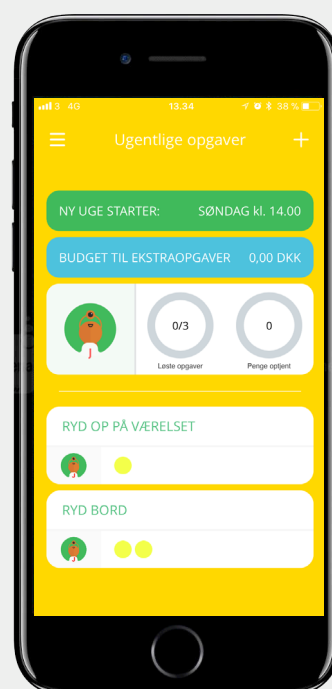 3 4G 13.34 38 %
Ugentlige opgaver
NY UGE STARTER: SØNDAG kl. 14.00
BUDGET TIL EKSTRAOPGAVER 0,00 DKK
0/3 0
Løste opgaver Penge optjent
RYD OP PÅ VÆRELSET
J
RYD BORD
J